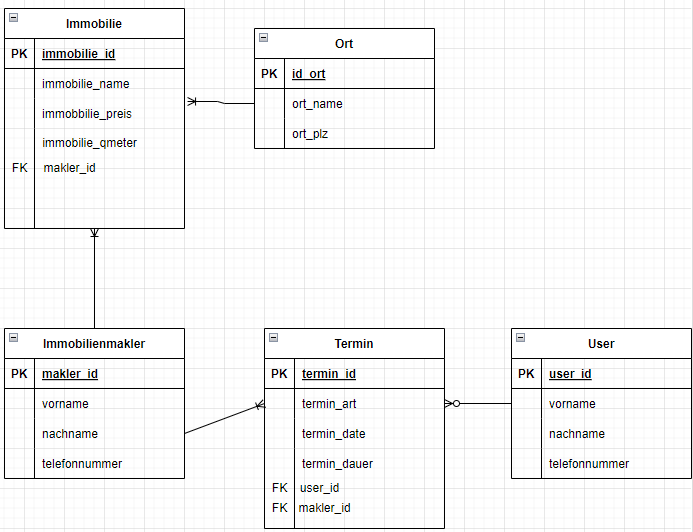 Immobilie
PK immobilie_id
immobilie_name
immobbilie_preis
immobilie_qmeter
FK makler_id
Ort
PK id_ort
ort_name
ort_plz
Immobilienmakler
PK makler_id
vorname
nachname
telefonnummer
Termin
PK termin_id
termin_art
termin_date
termin_dauer
FK user_id
FK makler_id
User
PK user_id
vorname
nachname
telefonnummer